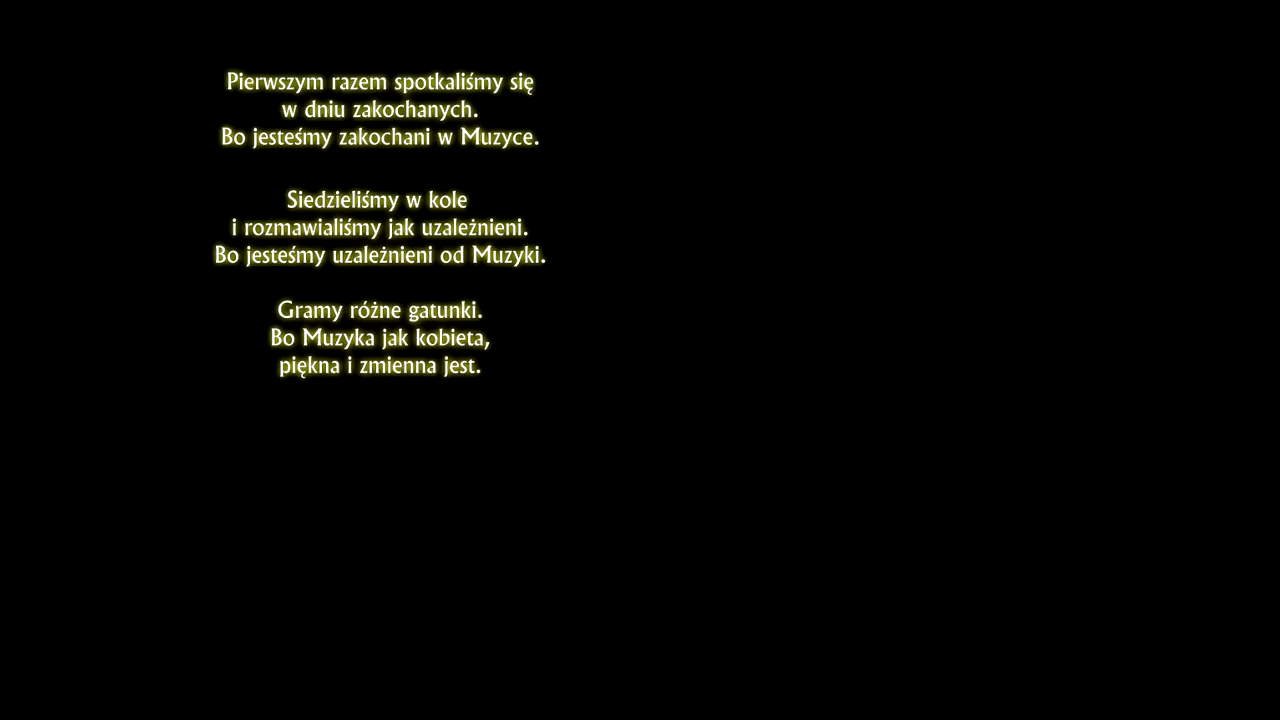 Pierwszym razem spotkaliśmy się
w dniu zakochanych.
Bo jesteśmy zakochani w Muzyce.
Siedzieliśmy w kole
i rozmawialiśmy jak uzależnieni.
Bo jesteśmy uzależnieni od Muzyki.
Gramy różne gatunki.
Bo Muzyka jak kobieta,
piękna i zmienna jest.